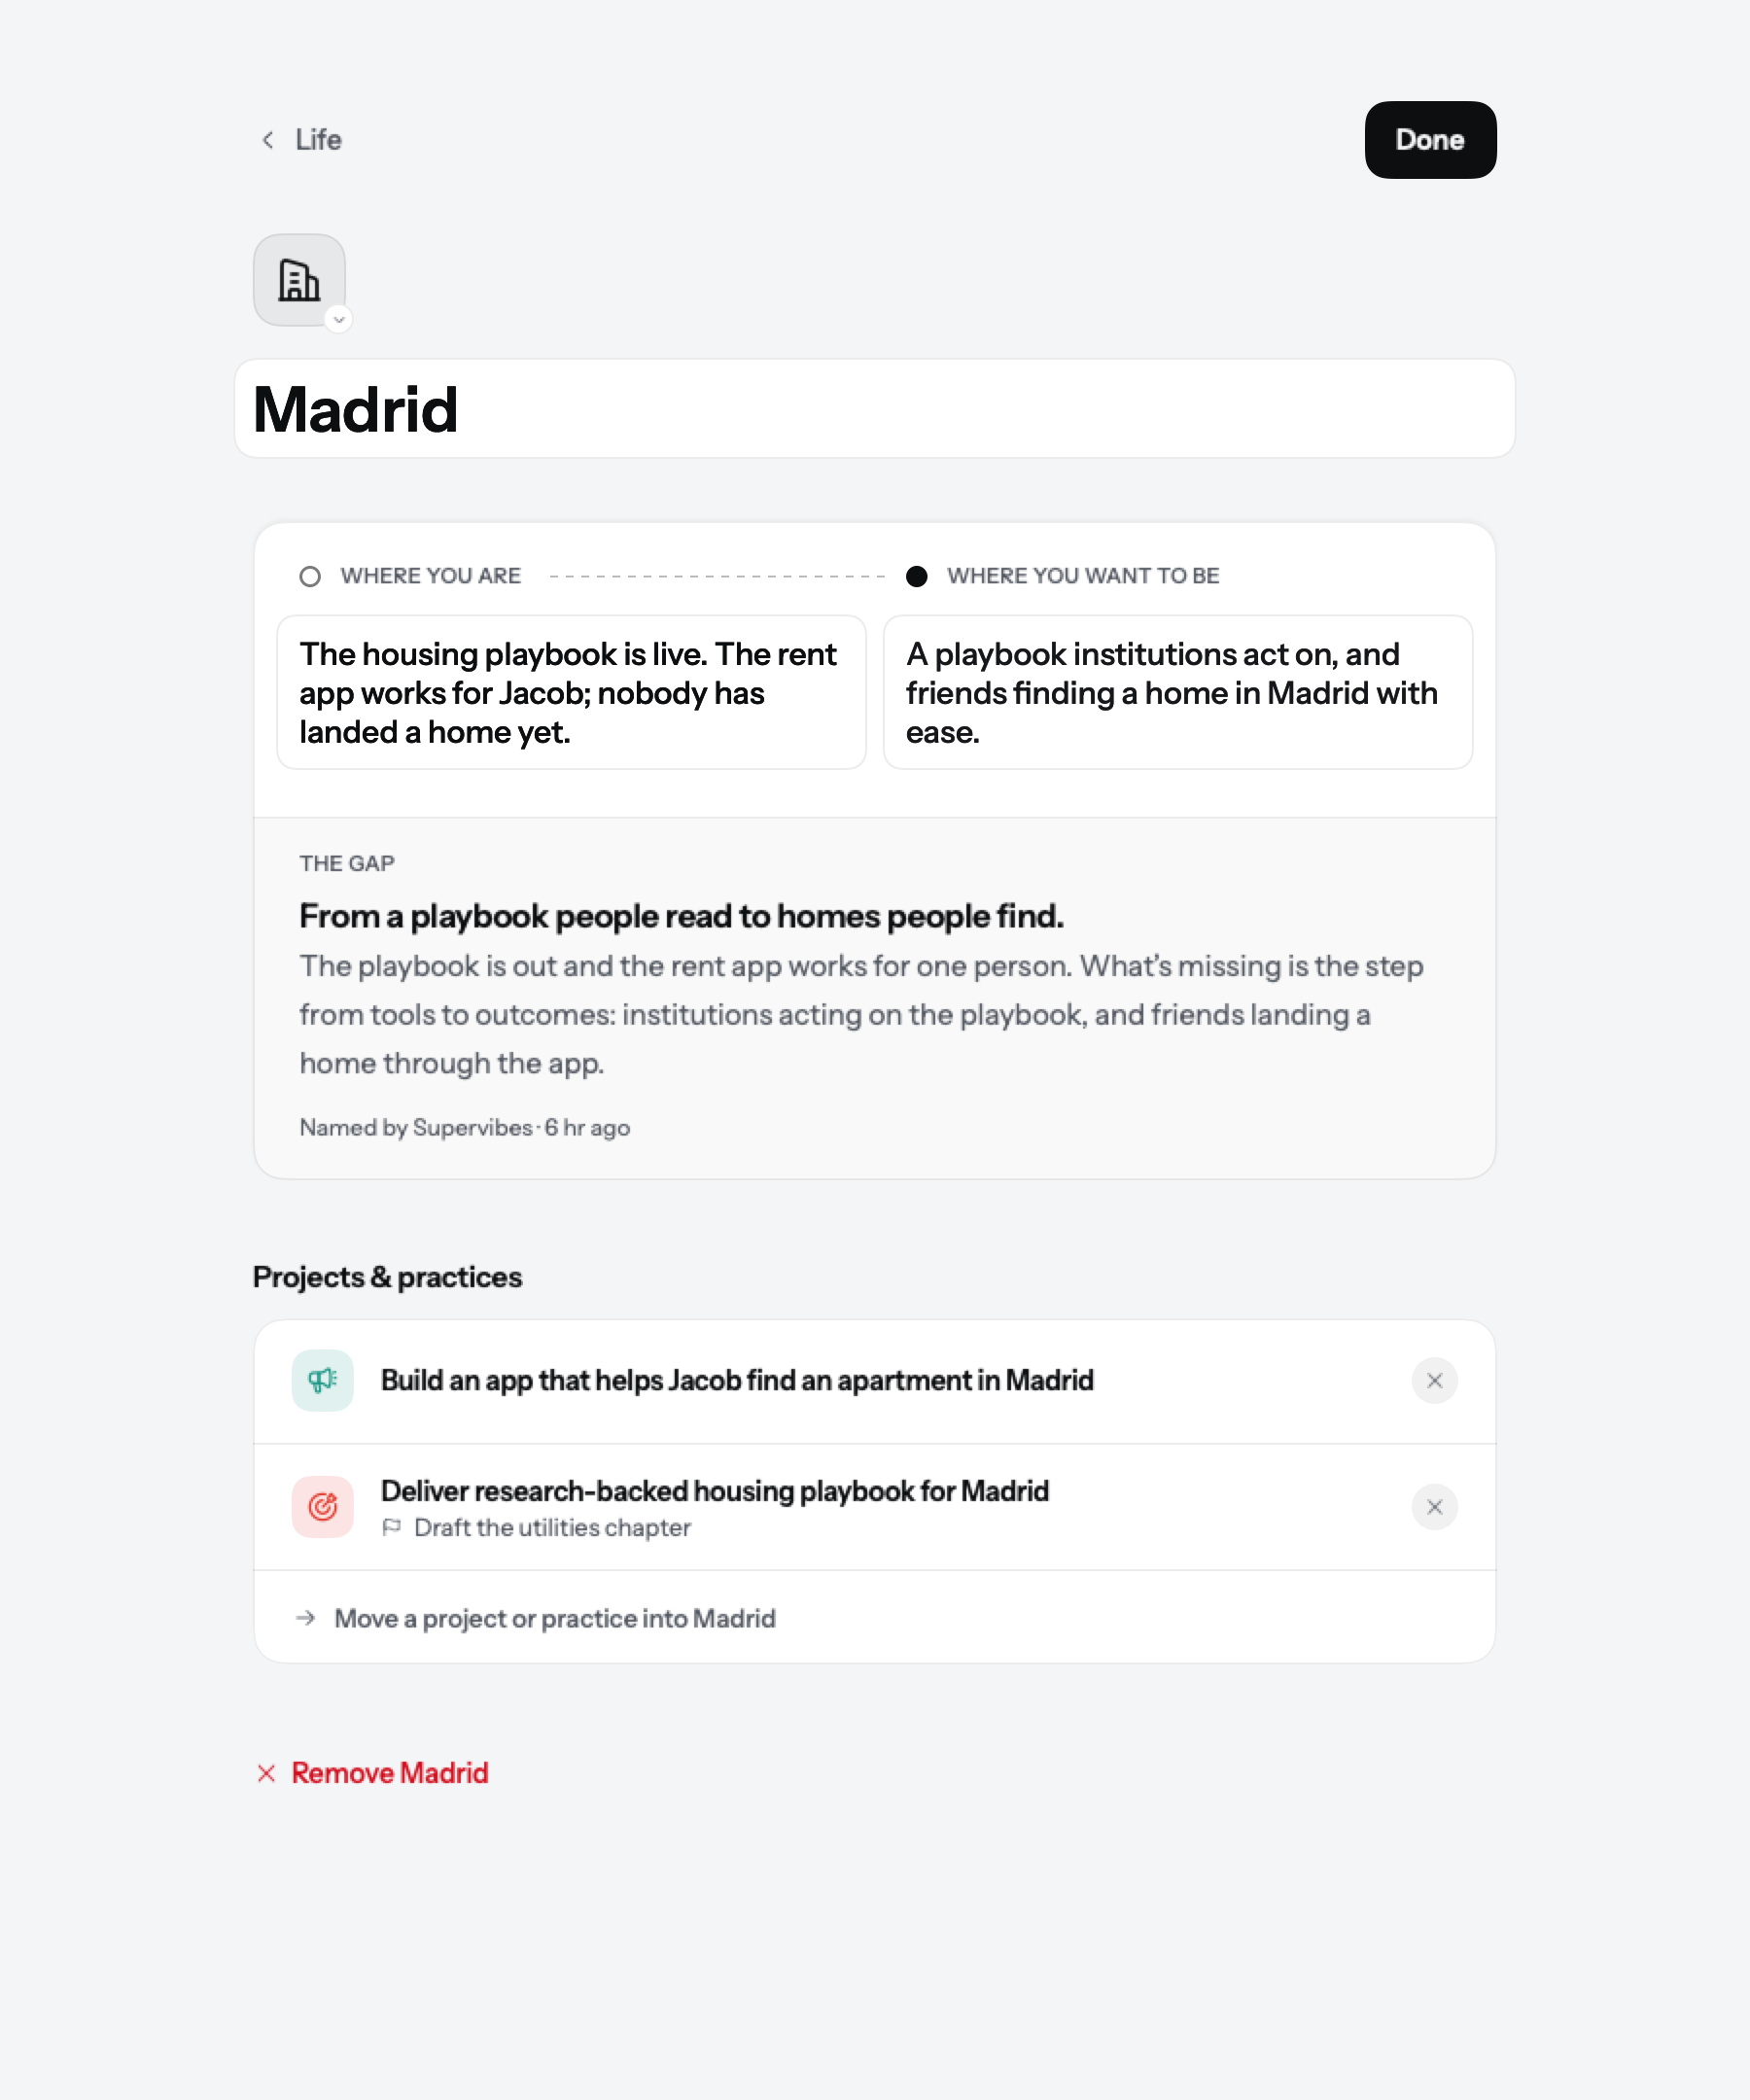 Life
Done
Madrid
WHERE YOU ARE
WHERE YOU WANT TO BE
The housing playbook is live. The rent
app works for Jacob; nobody has
landed a home yet.
A playbook institutions act on, and
friends finding a home in Madrid with
ease.
THE GAP
From a playbook people read to homes people find.
The playbook is out and the rent app works for one person. What’s missing is the step
from tools to outcomes: institutions acting on the playbook, and friends landing a
home through the app.
Named by Supervibes · 6 hr ago
Projects & practices
Build an app that helps Jacob find an apartment in Madrid
Deliver research-backed housing playbook for Madrid
Draft the utilities chapter
Move a project or practice into Madrid
Remove Madrid